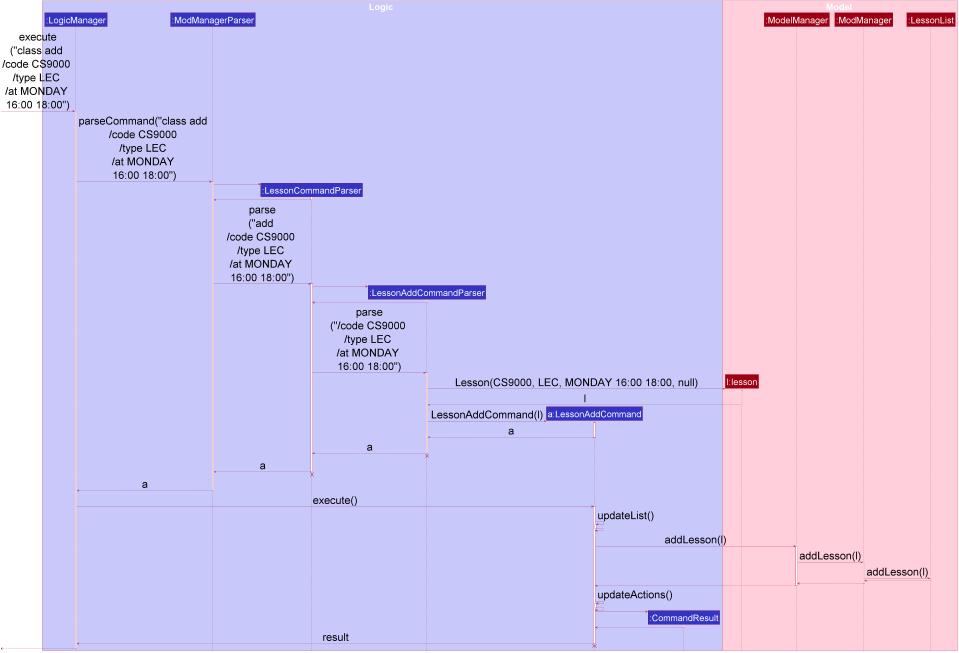 Logic
Model
:LogicManager
:ModManagerParser
:ModelManager
:ModManager
:LessonList
execute
("class add
/code CS9000
/type LEC
/at MONDAY
16:00 18:00")
parseCommand("class add
/code CS9000
/type LEC
/at MONDAY
16:00 18:00")
:LessonCommandParser
parse
("add
/code CS9000
/type LEC
/at MONDAY
16:00 18:00")
:LessonAddCommandParser
parse
("/code CS9000
/type LEC
/at MONDAY
16:00 18:00")
Lesson(CS9000, LEC, MONDAY 16:00 18:00, null)
l:lesson
l
LessonAddCommand(l)
a:LessonAddCommand
a
a
a
a
execute()
updateList()
addLesson(l)
addLesson(l)
addLesson(l)
updateActions()
:CommandResult
result